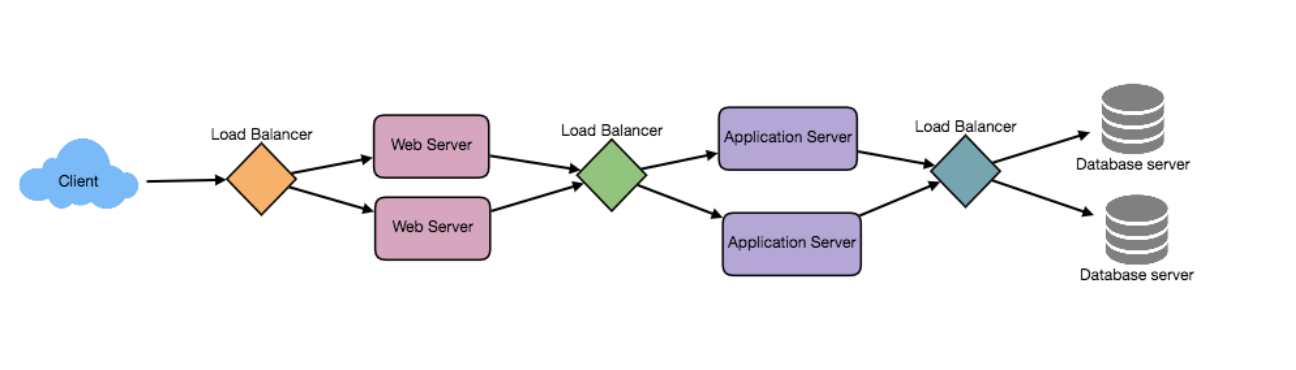 Client
Load Balancer
Web Server
Web Server
Load Balancer
Application Server
Application Server
Load Balancer
Database server
Database server